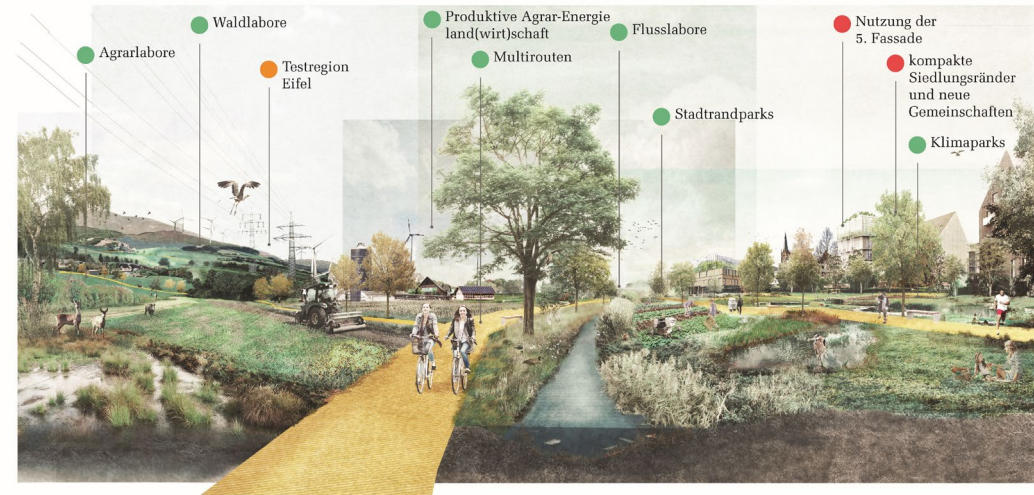 Agrarlabore
Waldlabore
Testregion
Eifel
Produktive Agrar-Energie
land(wirt)schaft
Multirouten
Flusslabore
Stadtrandparks
Nutzung der
5. Fassade
kompakte
Siedlungsränder
und neue
Gemeinschaften
Klimaparks